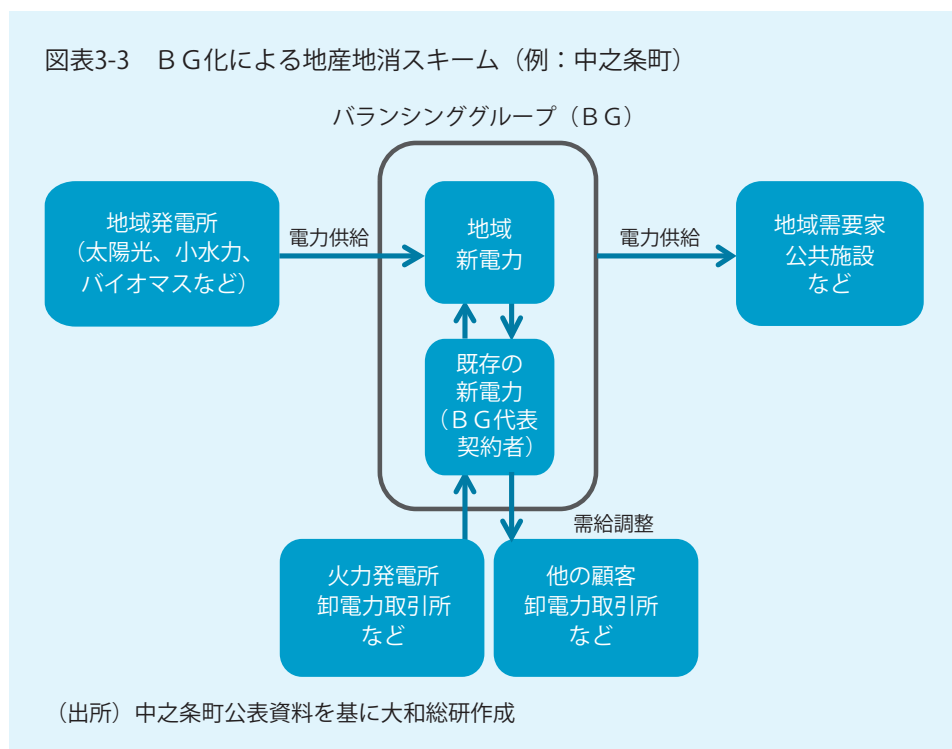 図表3-3　ＢＧ化による地産地消スキーム（例：中之条町）
バランシンググループ（ＢＧ）
地域発電所
（太陽光、小水力、
バイオマスなど）
電力供給
地域
新電力
電力供給
地域需要家
公共施設
など
既存の
新電力
（ＢＧ代表
契約者）
需給調整
火力発電所
卸電力取引所
など
他の顧客
卸電力取引所
など
（出所）中之条町公表資料を基に大和総研作成